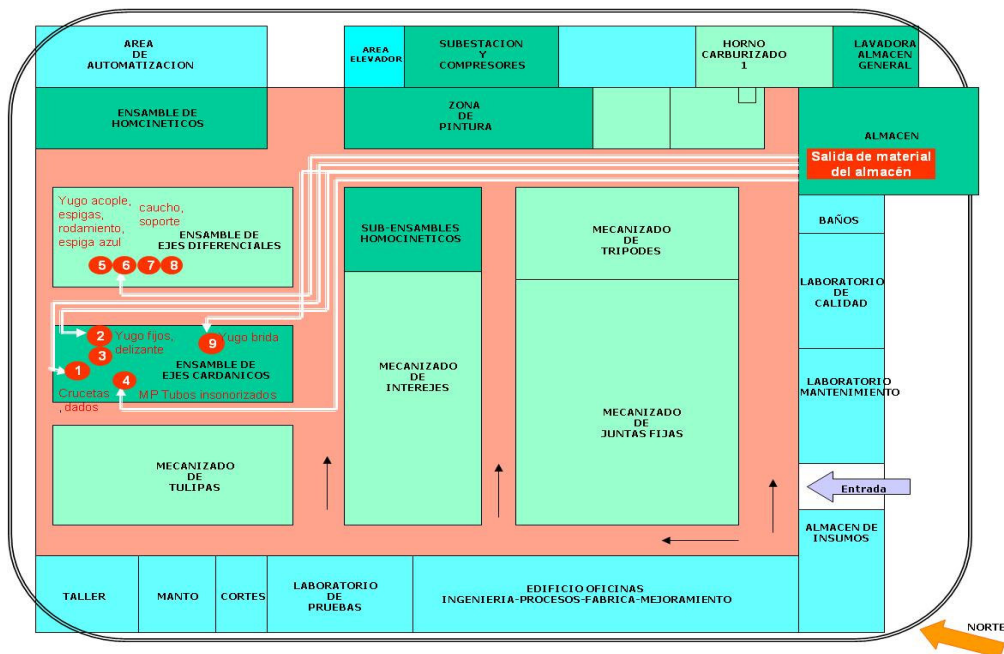 AREA
DE
AUTOMATIZACION
AREA
ELEVADOR
SUBESTACION
Y
COMPRESORES
HORNO
CARBURIZADO
1
LAVADORA
ALMACEN
GENERAL
ENSAMBLE DE
HOMCINETICOS
ZONA
DE
PINTURA
ALMACEN
Salida de material
del almacén
Yugo acople,
espigas,
rodamiento,
espiga azul
caucho,
soporte
ENSAMBLE DE
EJES DIFERENCIALES
5 6 7 8
SUB-ENSAMBLES
HOMOCINETICOS
MECANIZADO
DE
TRIPODES
BAÑOS
LABORATORIO
DE
CALIDAD
2
Yugo fijos,
delizante
3
9
Yugo brida
1
ENSAMBLE DE
EJES CARDANICOS
4
Crucetas
, dados
MP Tubos insonorizados
MECANIZADO
DE
INTEREJES
MECANIZADO
DE
JUNTAS FIJAS
LABORATORIO
MANTENIMIENTO
MECANIZADO
DE
TULIPAS
Entrada
ALMACEN DE
INSUMOS
TALLER
MANTO
CORTES
LABORATORIO
DE
PRUEBAS
EDIFICIO OFICINAS
INGENIERIA-PROCESOS-FABRICA-MEJORAMIENTO
NORTE